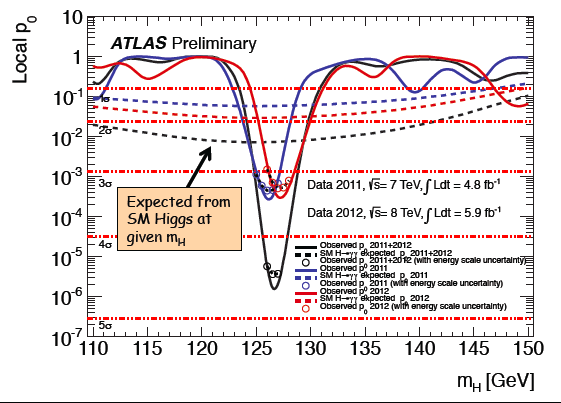 Local p₀
10
1
10⁻¹
10⁻²
10⁻³
10⁻⁴
10⁻⁵
10⁻⁶
10⁻⁷
ATLAS Preliminary
1σ
2σ
3σ
4σ
5σ
Expected from
SM Higgs at
given mH
Data 2011, √s = 7 TeV, ∫ Ldt = 4.8 fb⁻¹
Data 2012, √s = 8 TeV, ∫ Ldt = 5.9 fb⁻¹
Observed p₀ 2011+2012
SM H→γγ expected p₀ 2011+2012
Observed p₀ 2011+2012 (with energy scale uncertainty)
Observed p₀ 2011
SM H→γγ expected p₀ 2011
Observed p₀ 2011 (with energy scale uncertainty)
Observed p₀ 2012
SM H→γγ expected p₀ 2012
Observed p₀ 2012 (with energy scale uncertainty)
110 115 120 125 130 135 140 145 150
mH [GeV]